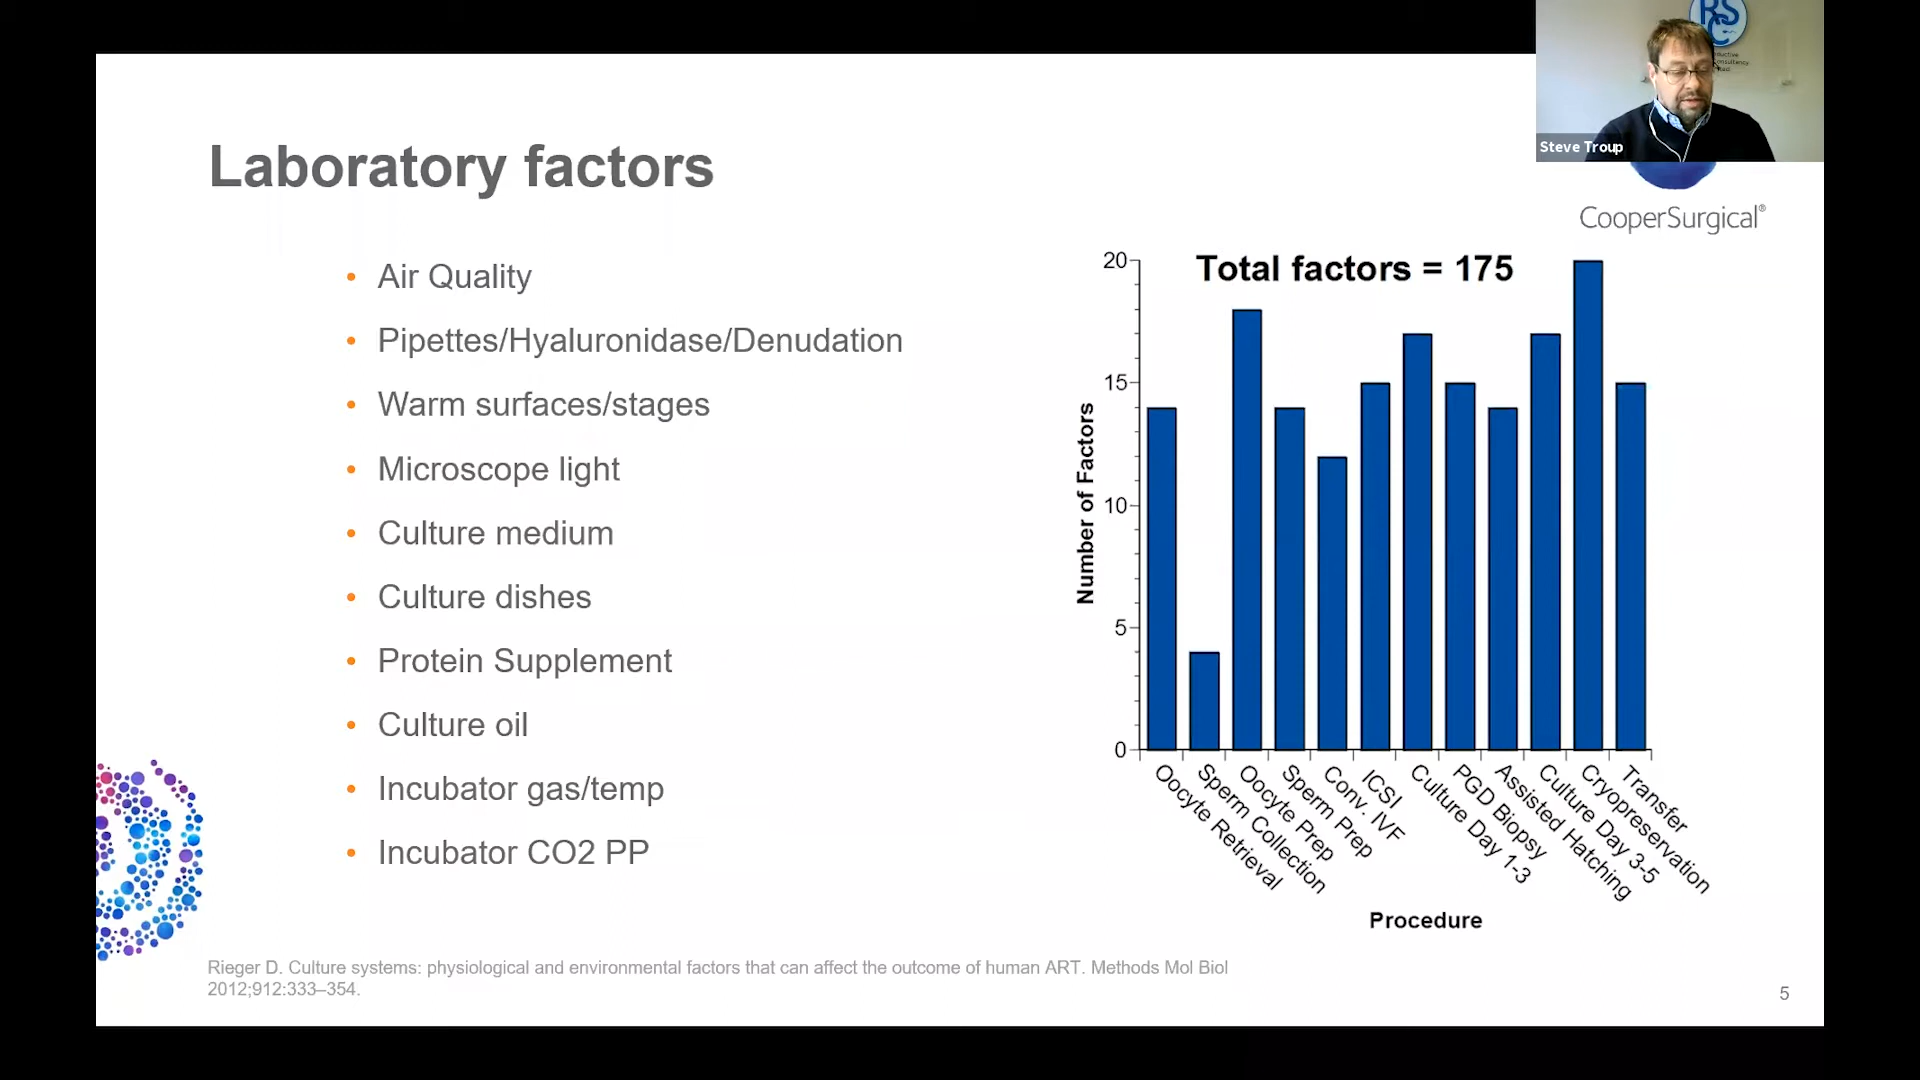 RSC
Steve Troup
CooperSurgical®
Laboratory factors
• Air Quality
• Pipettes/Hyaluronidase/Denudation
• Warm surfaces/stages
• Microscope light
• Culture medium
• Culture dishes
• Protein Supplement
• Culture oil
• Incubator gas/temp
• Incubator CO2 PP
Total factors = 175
Number of Factors
20
15
10
5
0
Oocyte Retrieval
Sperm Collection
Oocyte Prep
Sperm Prep
Conv. IVF
ICSI
Culture Day 1-3
PGD Biopsy
Assisted Hatching
Culture Day 3-5
Cryopreservation
Transfer
Procedure
Rieger D. Culture systems: physiological and environmental factors that can affect the outcome of human ART. Methods Mol Biol
2012;912:333–354.
5